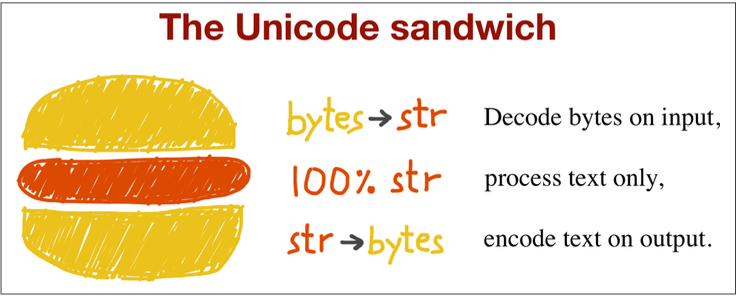 The Unicode sandwich
bytes → str Decode bytes on input,
100% str process text only,
str → bytes encode text on output.